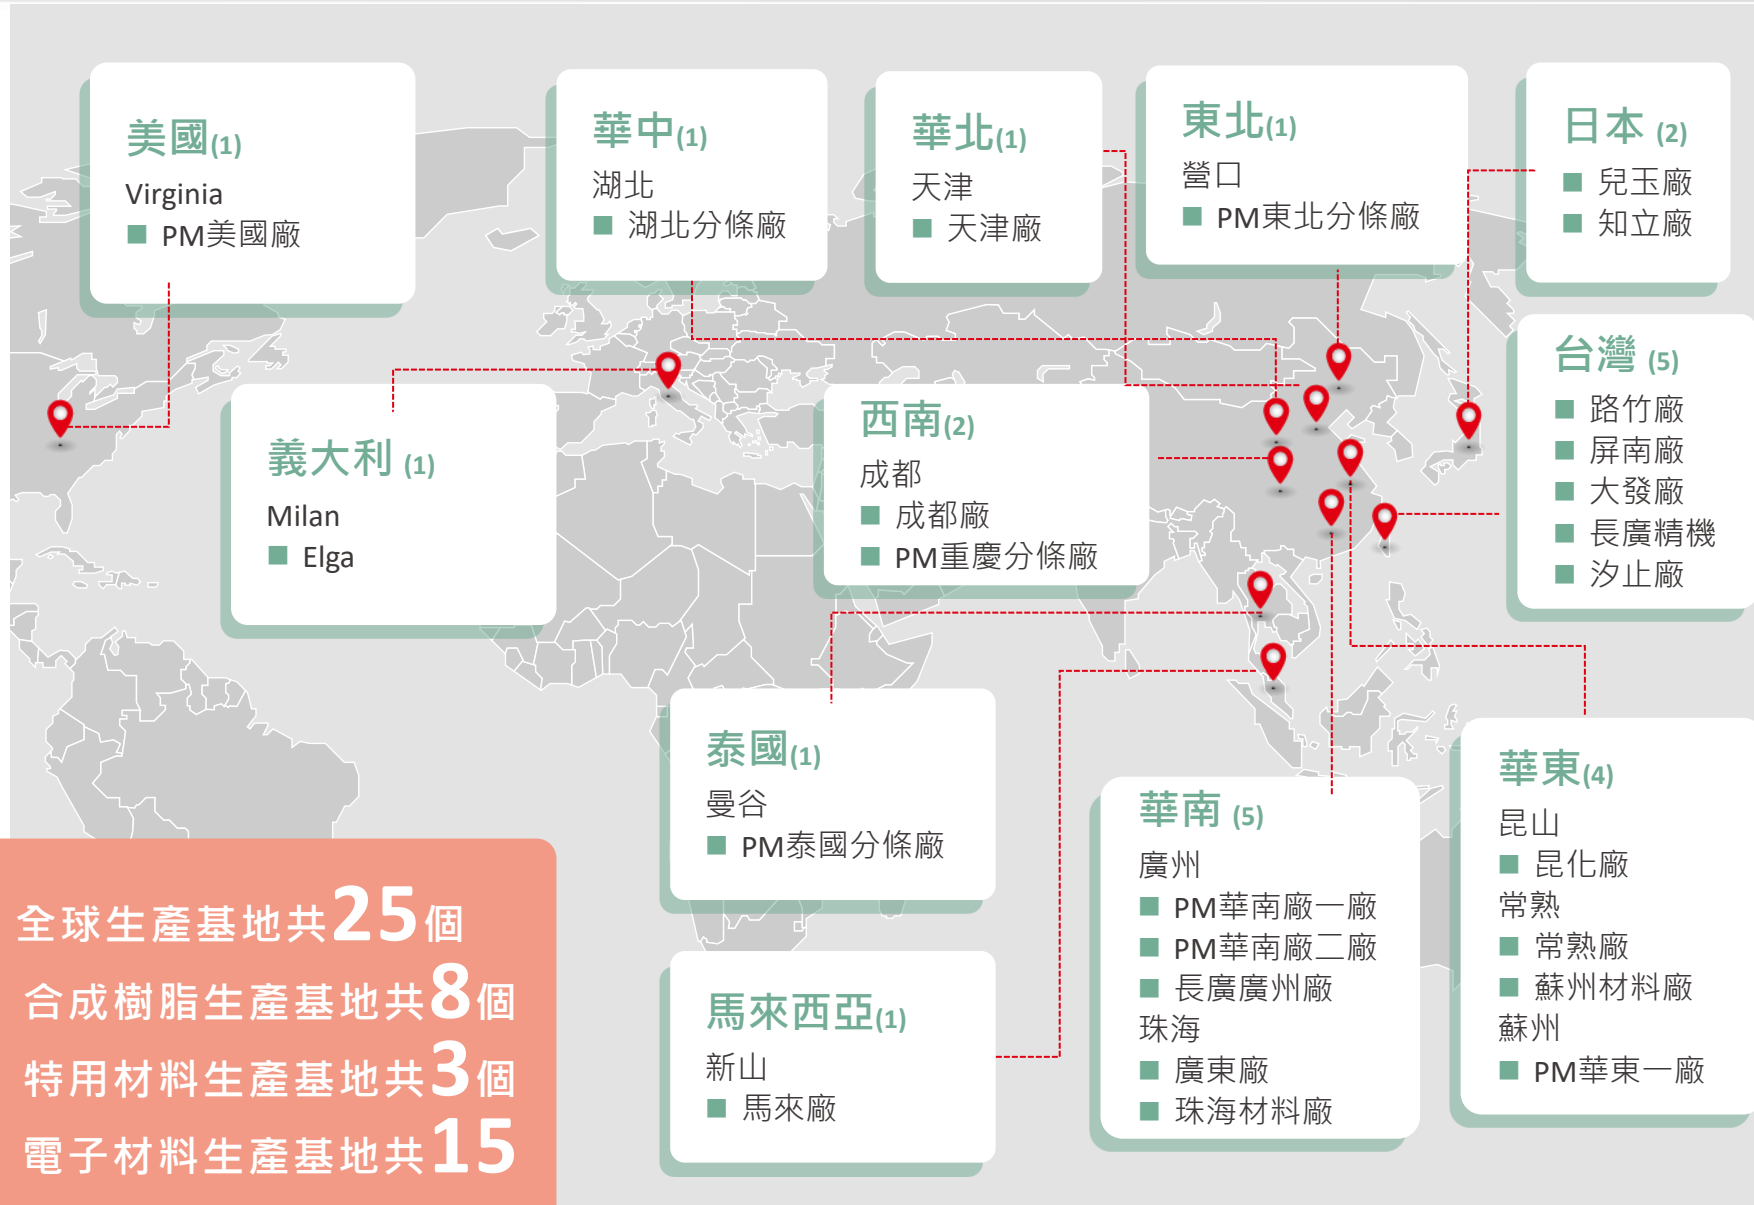 美國(1)
Virginia
■ PM美國廠
華中(1)
湖北
■ 湖北分條廠
華北(1)
天津
■ 天津廠
東北(1)
營口
■ PM東北分條廠
日本 (2)
■ 兒玉廠
■ 知立廠
義大利 (1)
Milan
■ Elga
西南(2)
成都
■ 成都廠
■ PM重慶分條廠
台灣 (5)
■ 路竹廠
■ 屏南廠
■ 大發廠
■ 長廣精機
■ 汐止廠
泰國(1)
曼谷
■ PM泰國分條廠
馬來西亞(1)
新山
■ 馬來廠
華南 (5)
廣州
■ PM華南廠一廠
■ PM華南廠二廠
■ 長廣廣州廠
珠海
■ 廣東廠
■ 珠海材料廠
華東(4)
昆山
■ 昆化廠
常熟
■ 常熟廠
■ 蘇州材料廠
蘇州
■ PM華東一廠
全球生產基地共25個
合成樹脂生產基地共8個
特用材料生產基地共3個
電子材料生產基地共15